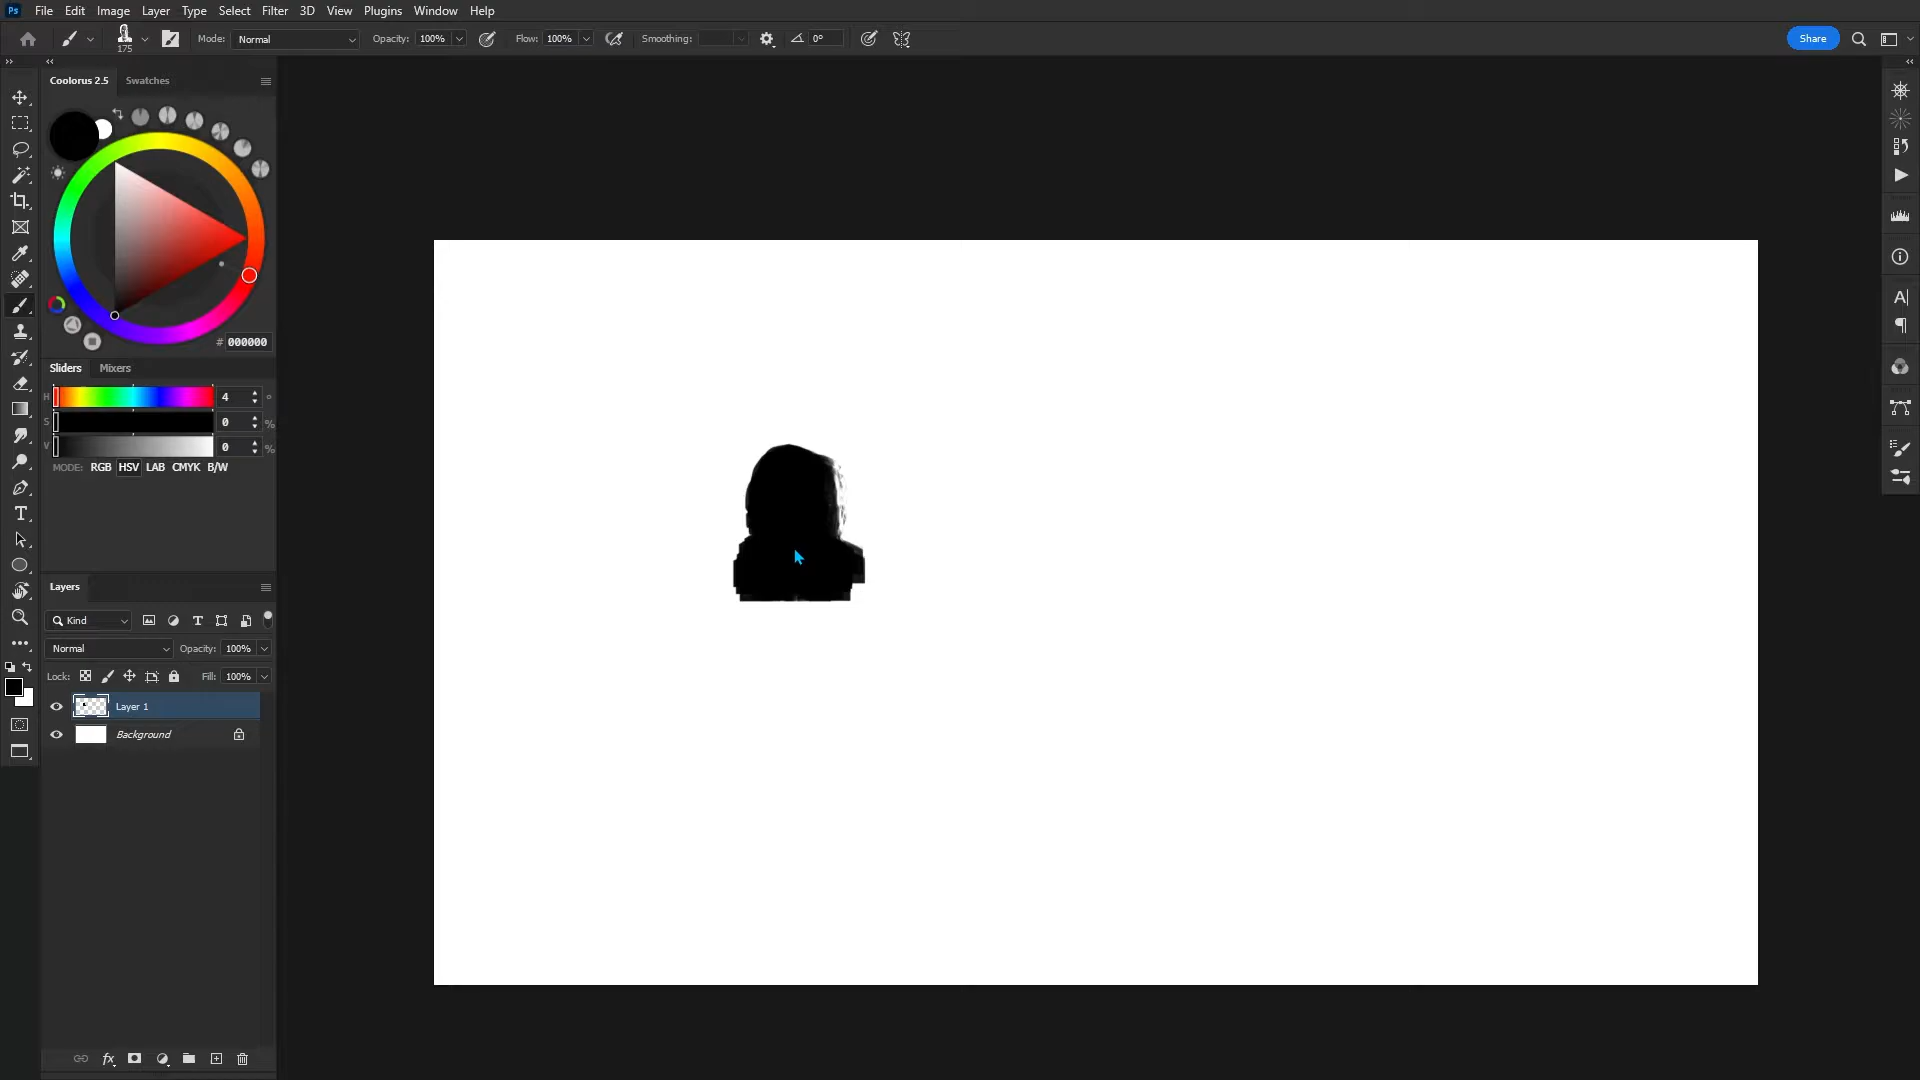 Ps File Edit Image Layer Type Select Filter 3D View Plugins Window Help
175 Mode: Normal Opacity: 100% Flow: 100% Smoothing: 0° Share
Coolorus 2.5 Swatches
# 000000
Sliders Mixers
H 4 °
S 0 %
V 0 %
MODE: RGB HSV LAB CMYK B/W
Layers
Kind
Normal Opacity: 100%
Lock: Fill: 100%
Layer 1
Background